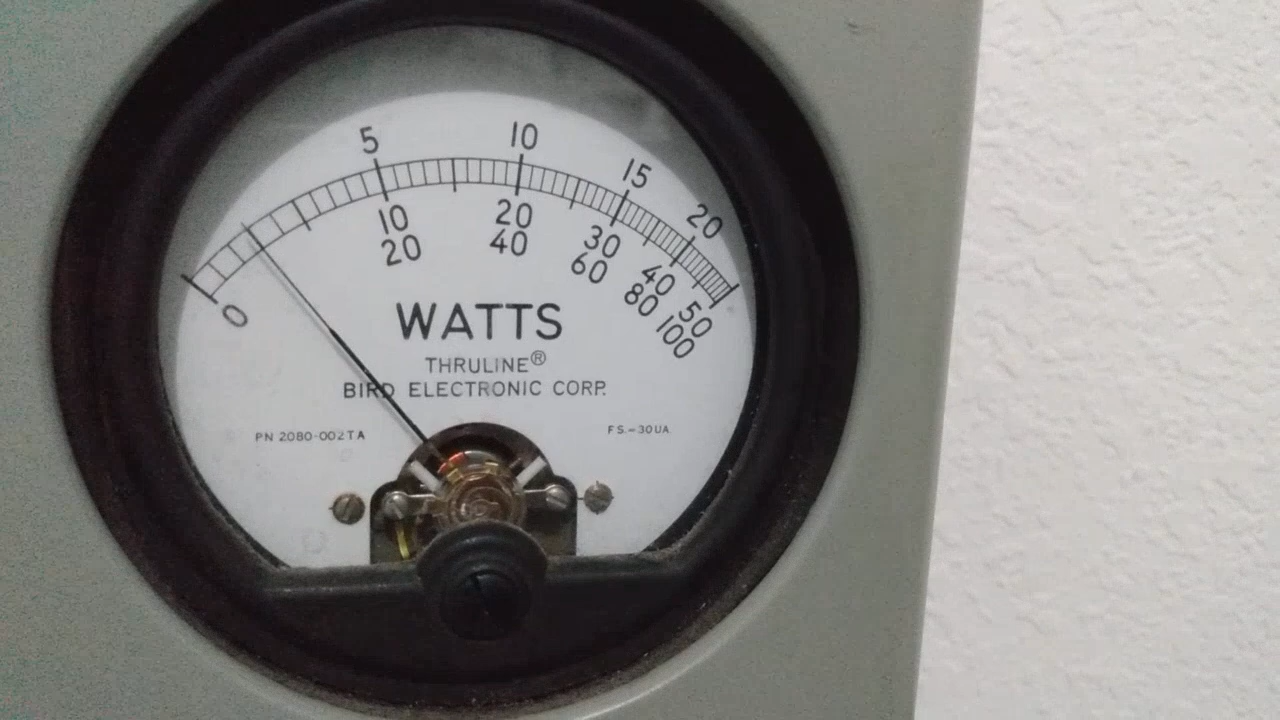 5 10 15 20
0 10 20 30 40 50
20 40 60 80 100
WATTS
THRULINE®
BIRD ELECTRONIC CORP.
PN 2080-002TA FS.-30UA